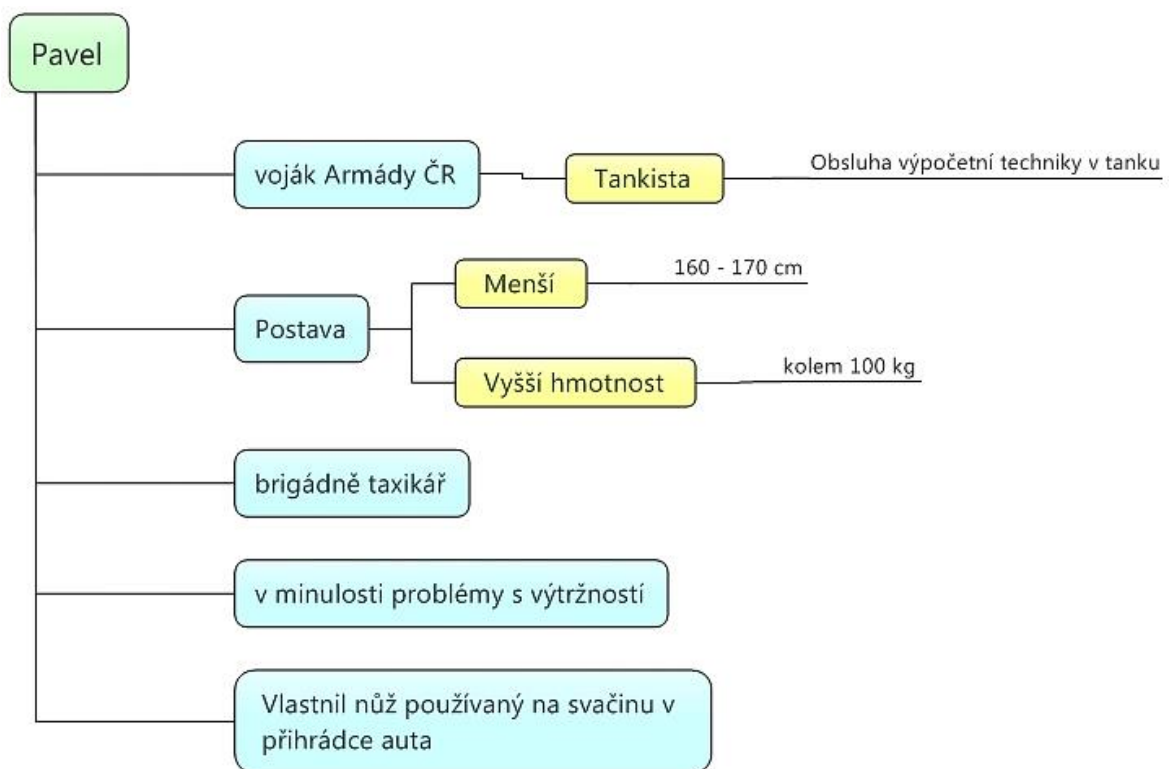 Pavel
voják Armády ČR
Tankista
Obsluha výpočetní techniky v tanku
Postava
Menší
160 - 170 cm
Vyšší hmotnost
kolem 100 kg
brigádně taxikář
v minulosti problémy s výtržností
Vlastnil nůž používaný na svačinu v
přihrádce auta